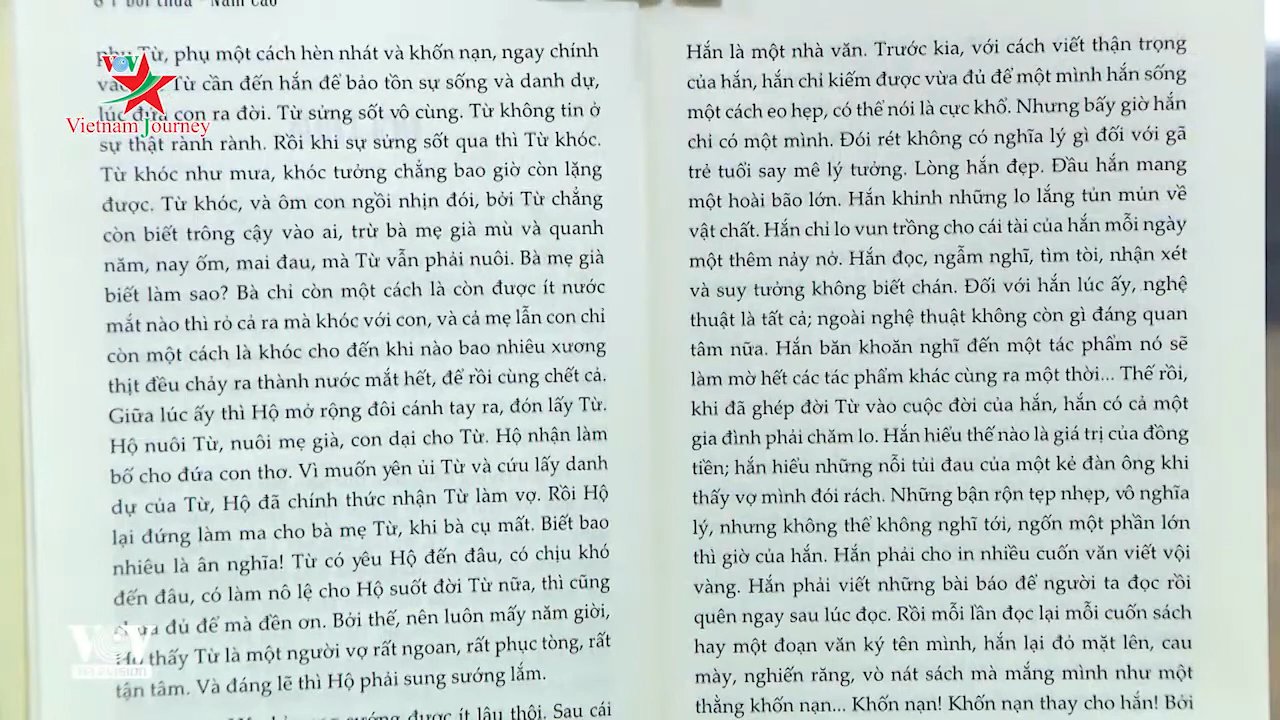 Đời thừa - Nam Cao
phụ Từ, phụ một cách hèn nhát và khốn nạn, ngay chính
Từ cần đến hắn để bảo tồn sự sống và danh dự,
lúc đứa con ra đời. Từ sửng sốt vô cùng. Từ không tin ở
sự thật rành rành. Rồi khi sự sửng sốt qua thì Từ khóc.
Từ khóc như mưa, khóc tưởng chẳng bao giờ còn lặng
được. Từ khóc, và ôm con ngồi nhịn đói, bởi Từ chẳng
còn biết trông cậy vào ai, trừ bà mẹ già mù và quanh
năm, nay ốm, mai đau, mà Từ vẫn phải nuôi. Bà mẹ già
biết làm sao? Bà chỉ còn một cách là còn được ít nước
mắt nào thì rỏ cả ra mà khóc với con, và cả mẹ lẫn con chỉ
còn một cách là khóc cho đến khi nào bao nhiêu xương
thịt đều chảy ra thành nước mắt hết, để rồi cùng chết cả.
Giữa lúc ấy thì Hộ mở rộng đôi cánh tay ra, đón lấy Từ.
Hộ nuôi Từ, nuôi mẹ già, con dại cho Từ. Hộ nhận làm
bố cho đứa con thơ. Vì muốn yên ủi Từ và cứu lấy danh
dự của Từ, Hộ đã chính thức nhận Từ làm vợ. Rồi Hộ
lại đứng làm ma cho bà mẹ Từ, khi bà cụ mất. Biết bao
nhiêu là ân nghĩa! Từ có yêu Hộ đến đâu, có chịu khó
đến đâu, có làm nô lệ cho Hộ suốt đời Từ nữa, thì cũng
chưa đủ để mà đền ơn. Bởi thế, nên luôn mấy năm giời,
Hộ thấy Từ là một người vợ rất ngoan, rất phục tòng, rất
tận tâm. Và đáng lẽ thì Hộ phải sung sướng lắm.
sung sướng được ít lâu thôi. Sau cái
Hắn là một nhà văn. Trước kia, với cách viết thận trọng
của hắn, hắn chỉ kiếm được vừa đủ để một mình hắn sống
một cách eo hẹp, có thể nói là cực khổ. Nhưng bấy giờ hắn
chỉ có một mình. Đói rét không có nghĩa lý gì đối với gã
trẻ tuổi say mê lý tưởng. Lòng hắn đẹp. Đầu hắn mang
một hoài bão lớn. Hắn khinh những lo lắng tủn mủn về
vật chất. Hắn chỉ lo vun trồng cho cái tài của hắn mỗi ngày
một thêm nảy nở. Hắn đọc, ngẫm nghĩ, tìm tòi, nhận xét
và suy tưởng không biết chán. Đối với hắn lúc ấy, nghệ
thuật là tất cả; ngoài nghệ thuật không còn gì đáng quan
tâm nữa. Hắn băn khoăn nghĩ đến một tác phẩm nó sẽ
làm mờ hết các tác phẩm khác cùng ra một thời... Thế rồi,
khi đã ghép đời Từ vào cuộc đời của hắn, hắn có cả một
gia đình phải chăm lo. Hắn hiểu thế nào là giá trị của đồng
tiền; hắn hiểu những nỗi tủi đau của một kẻ đàn ông khi
thấy vợ mình đói rách. Những bận rộn tẹp nhẹp, vô nghĩa
lý, nhưng không thể không nghĩ tới, ngốn một phần lớn
thì giờ của hắn. Hắn phải cho in nhiều cuốn văn viết vội
vàng. Hắn phải viết những bài báo để người ta đọc rồi
quên ngay sau lúc đọc. Rồi mỗi lần đọc lại mỗi cuốn sách
hay một đoạn văn ký tên mình, hắn lại đỏ mặt lên, cau
mày, nghiến răng, vò nát sách mà mắng mình như một
thằng khốn nạn... Khốn nạn! Khốn nạn thay cho hắn! Bởi
VOV
Vietnam Journey
VOV
TELEVISION